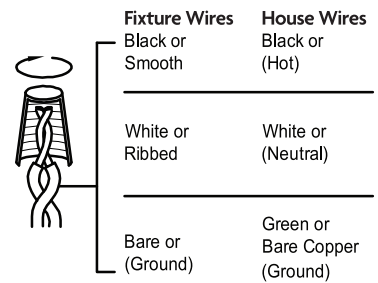 Fixture Wires House Wires
Black or Black or
Smooth (Hot)
White or White or
Ribbed (Neutral)
Green or
Bare or Bare Copper
(Ground) (Ground)